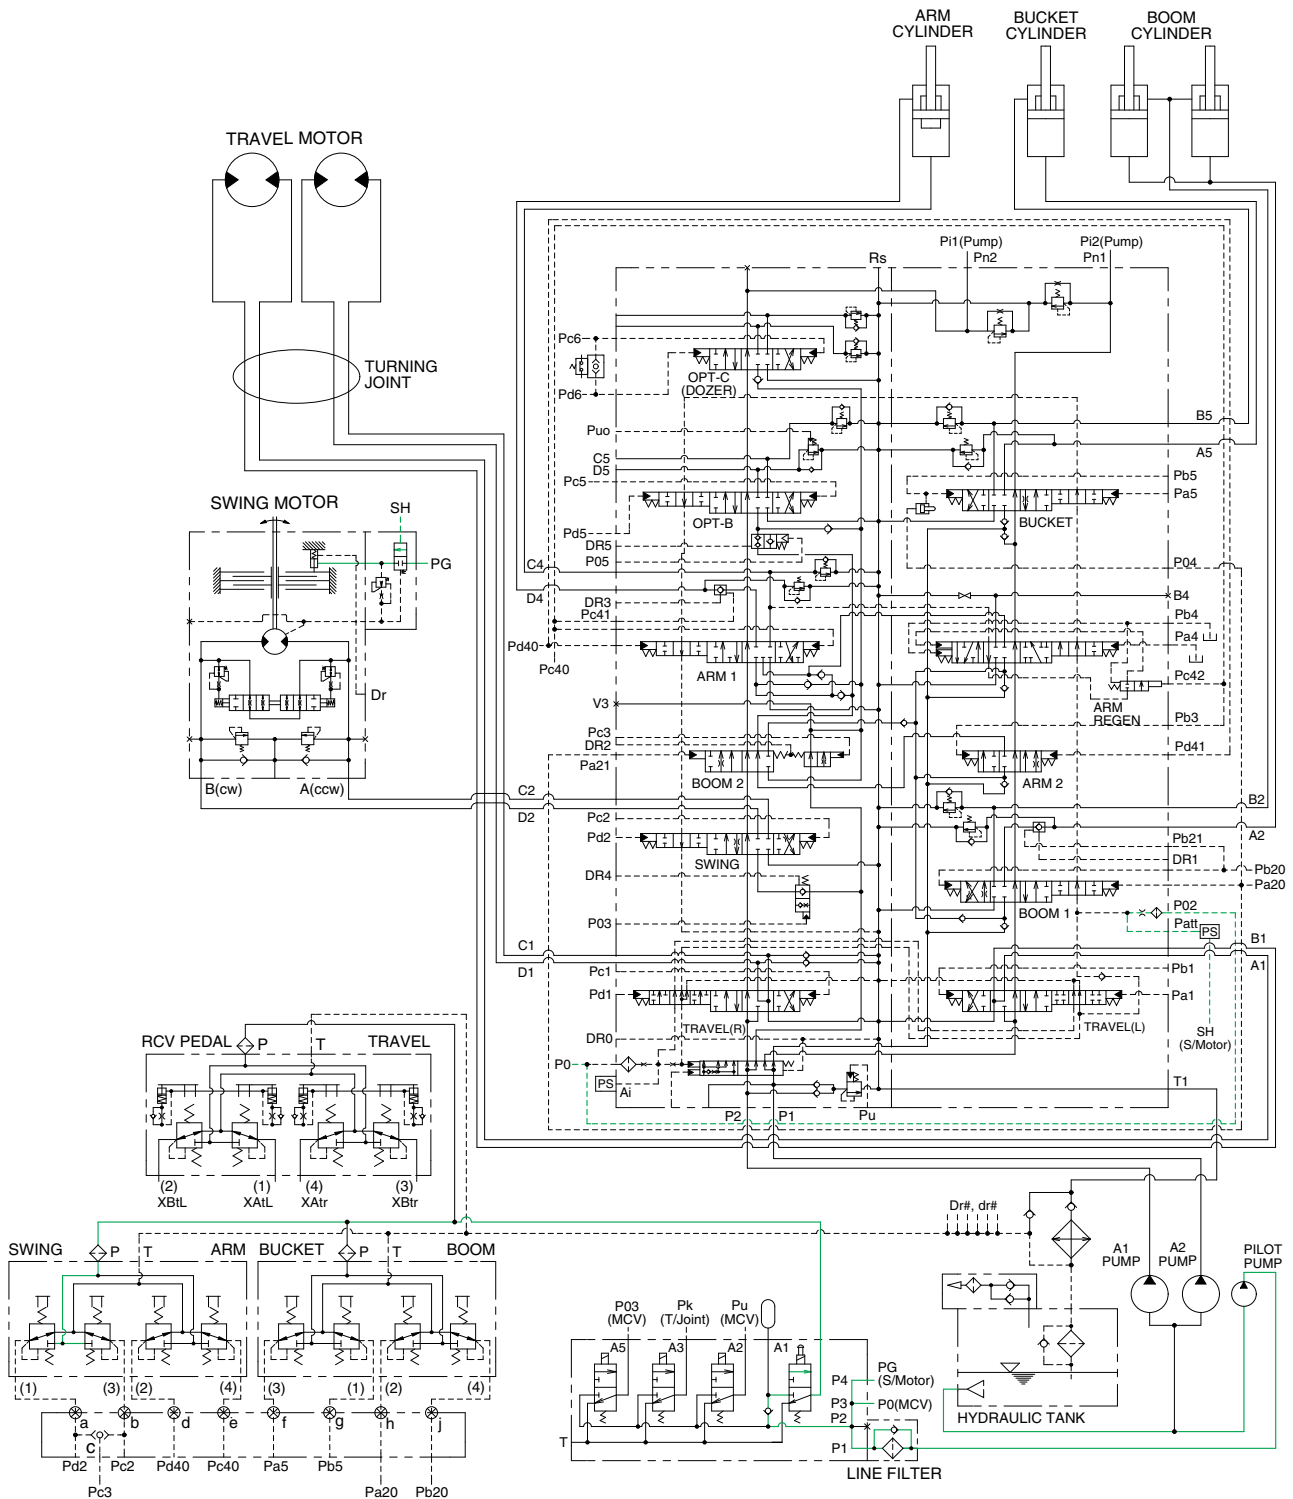 ARM
CYLINDER
BUCKET
CYLINDER
BOOM
CYLINDER
TRAVEL MOTOR
TURNING
JOINT
Rs
Pi1(Pump)
Pn2
Pi2(Pump)
Pn1
Pc6
Pd6
OPT-C
(DOZER)
Puo
C5
D5
Pc5
Pd5
OPT-B
DR5
P05
B5
A5
Pb5
Pa5
BUCKET
P04
SWING MOTOR
SH
PG
Dr
B(cw)
A(ccw)
C4
D4
DR3
Pc41
Pd40
Pc40
ARM 1
V3
B4
Pb4
Pa4
Pc42
ARM
REGEN
Pb3
Pd41
Pc3
DR2
Pa21
BOOM 2
ARM 2
C2
D2
Pc2
Pd2
SWING
DR4
P03
B2
A2
Pb21
DR1
Pb20
Pa20
BOOM 1
P02
Patt
PS
C1
D1
Pc1
Pd1
TRAVEL(R)
DR0
P0
PS
Ai
P2
P1
Pu
B1
A1
Pb1
Pa1
TRAVEL(L)
SH
(S/Motor)
T1
RCV PEDAL
P
T
TRAVEL
(2)
XBtL
(1)
XAtL
(4)
XAtr
(3)
XBtr
SWING
P
T
ARM
BUCKET
P
T
BOOM
(1)
(3)
(2)
(4)
(3)
(1)
(2)
(4)
a
b
d
e
f
g
h
j
C
Pd2
Pc2
Pd40
Pc40
Pa5
Pb5
Pc3
Pa20
Pb20
Dr#, dr#
A1
PUMP
A2
PUMP
PILOT
PUMP
HYDRAULIC TANK
P03
(MCV)
Pk
(T/Joint)
Pu
(MCV)
A5
A3
A2
A1
T
P4
PG
(S/Motor)
P3
P0(MCV)
P2
P1
LINE FILTER